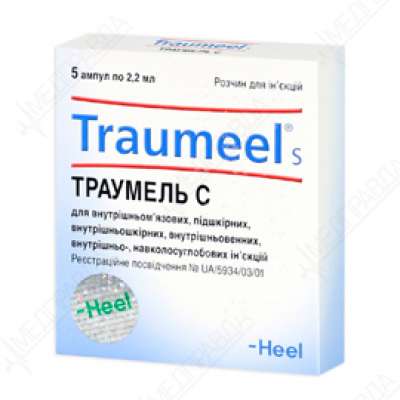 5 ампул по 2,2 мл
Розчин для ін'єкцій
Traumeel® S
ТРАУМЕЛЬ С
для внутрішньом'язових, підшкірних,
внутрішньошкірних, внутрішньовенних,
внутрішньо-, навколосуглобових ін'єкцій
Реєстраційне посвідчення № UA/5934/03/01
-Heel
-Heel